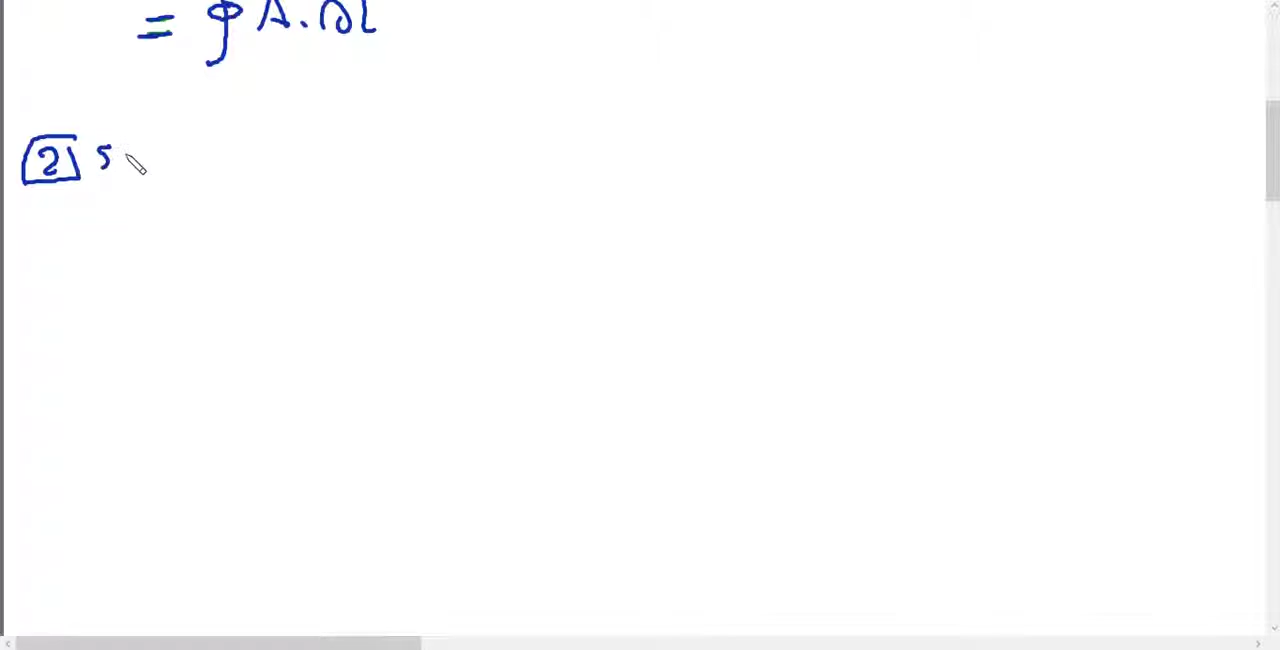 = ∮ A . dl
2 S